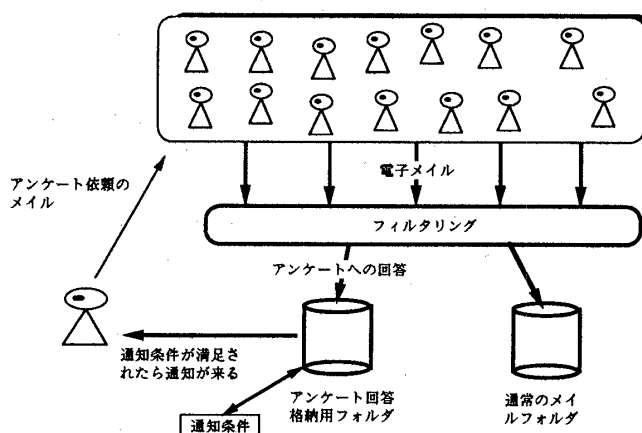 アンケート依頼の
メイル
電子メイル
フィルタリング
アンケートへの回答
通知条件が満足さ
れたら通知が来る
アンケート回答
格納用フォルダ
通常のメイ
ルフォルダ
通知条件